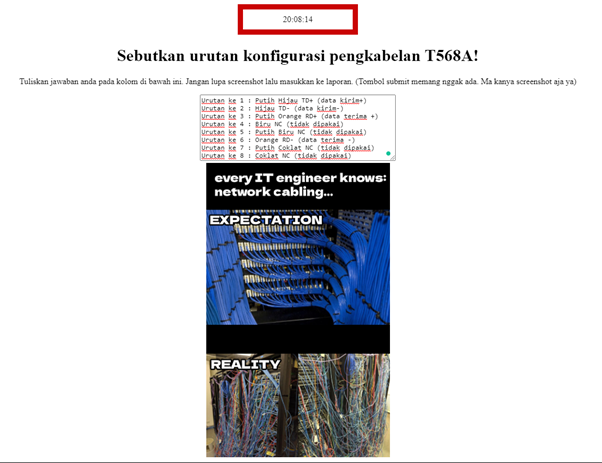 20:08:14
Sebutkan urutan konfigurasi pengkabelan T568A!
Tuliskan jawaban anda pada kolom di bawah ini. Jangan lupa screenshot lalu masukkan ke laporan. (Tombol submit memang nggak ada. Ma kanya screenshot aja ya)
Urutan ke 1 : Putih Hijau TD+ (data kirim+)
Urutan ke 2 : Hijau TD- (data kirim-)
Urutan ke 3 : Putih Orange RD+ (data terima +)
Urutan ke 4 : Biru NC (tidak dipakai)
Urutan ke 5 : Putih Biru NC (tidak dipakai)
Urutan ke 6 : Orange RD- (data terima -)
Urutan ke 7 : Putih Coklat NC (tidak dipakai)
Urutan ke 8 : Coklat NC (tidak dipakai)
every IT engineer knows:
network cabling...
EXPECTATION
REALITY